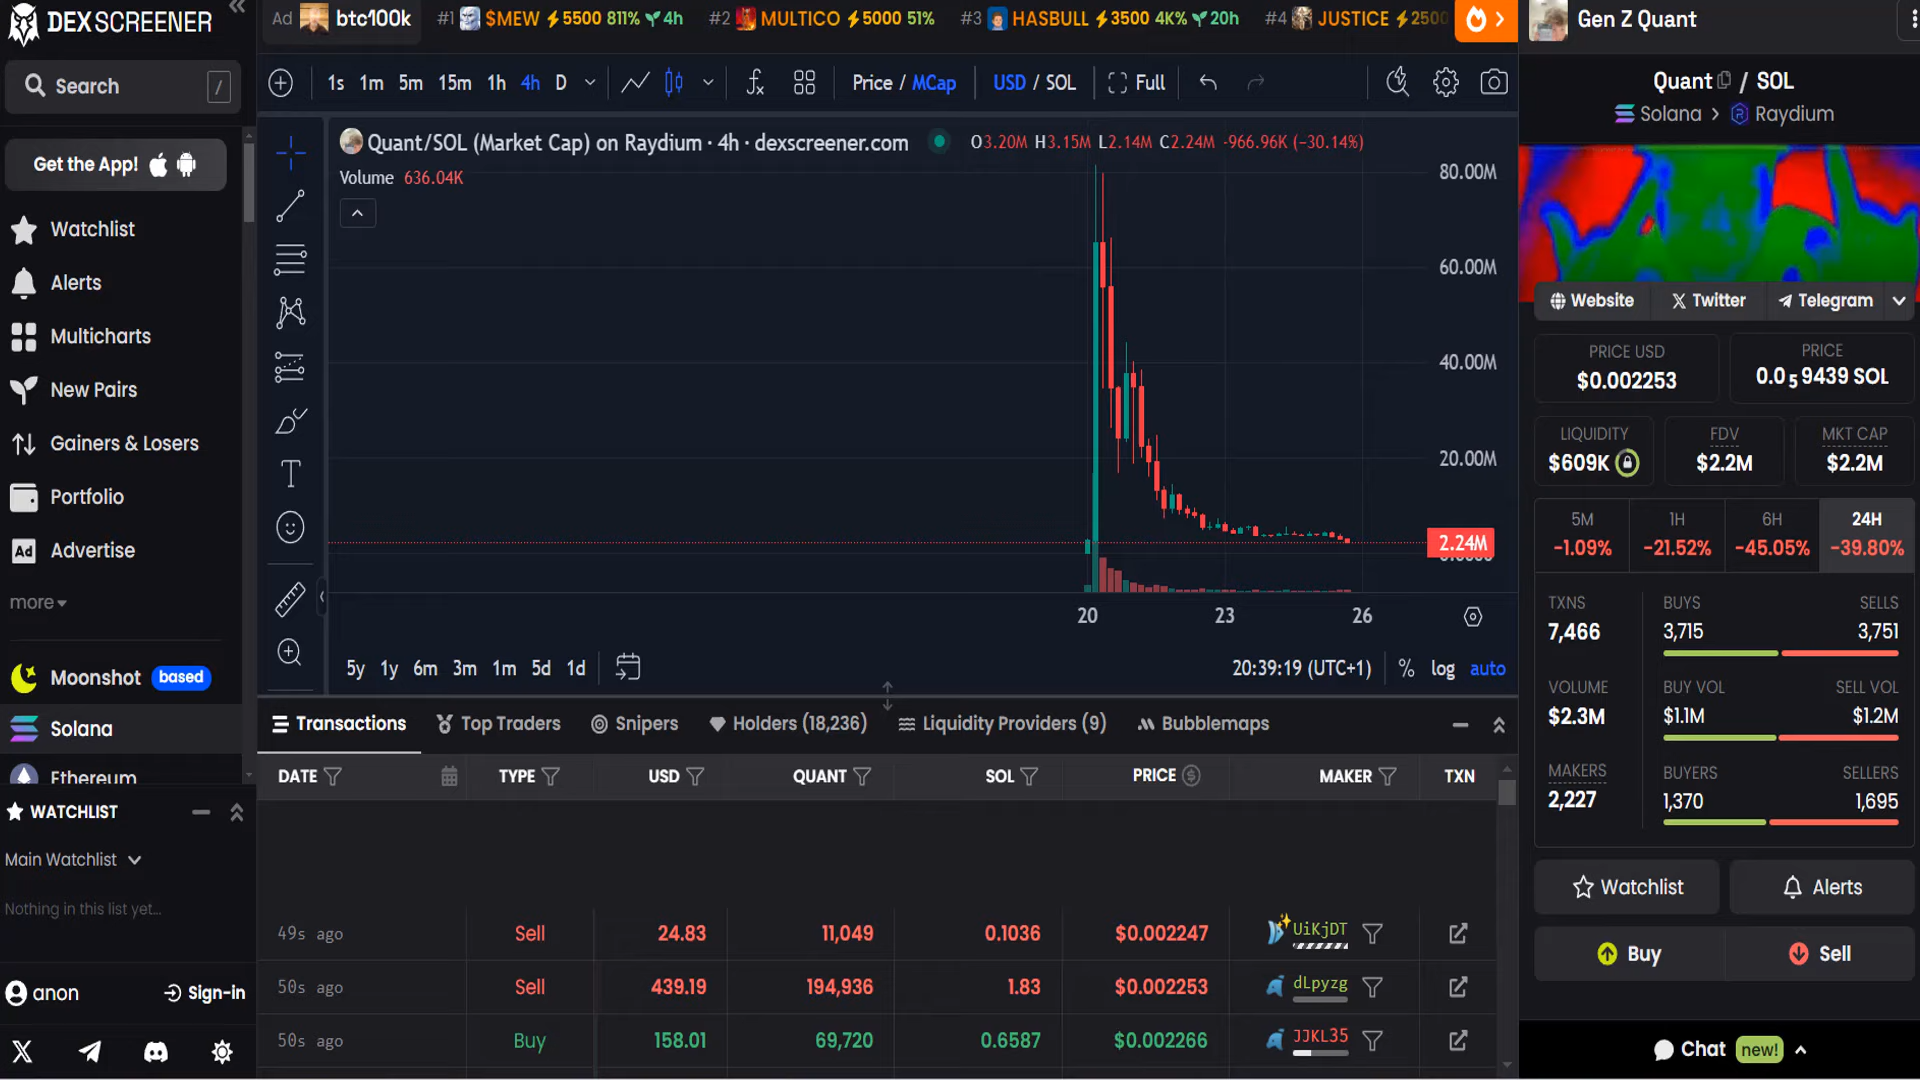 DEX SCREENER
Ad btc100k
#1 $MEW 5500 811% 4h
#2 MULTICO 5000 51%
#3 HASBULL 3500 4K% 20h
#4 JUSTICE 2500
Gen Z Quant
Search /
Get the App!
Watchlist
Alerts
Multicharts
New Pairs
Gainers & Losers
Portfolio
Ad Advertise
more
Moonshot based
Solana
Ethereum
WATCHLIST
Main Watchlist
Nothing in this list yet...
anon Sign-in
1s 1m 5m 15m 1h 4h D
Price / MCap
USD / SOL
Full
Quant/SOL (Market Cap) on Raydium · 4h · dexscreener.com
O3.20M H3.15M L2.14M C2.24M -966.96K (−30.14%)
Volume 636.04K
80.00M
60.00M
40.00M
20.00M
2.24M
20 23 26
5y 1y 6m 3m 1m 5d 1d
20:39:19 (UTC+1) % log auto
Transactions Top Traders Snipers Holders (18,236) Liquidity Providers (9) Bubblemaps
DATE TYPE USD QUANT SOL PRICE MAKER TXN
49s ago Sell 24.83 11,049 0.1036 $0.002247 UiKjDT
50s ago Sell 439.19 194,936 1.83 $0.002253 dLpyzg
50s ago Buy 158.01 69,720 0.6587 $0.002266 JJKL35
Quant / SOL
Solana > Raydium
Website Twitter Telegram
PRICE USD
$0.002253
PRICE
0.0₅9439 SOL
LIQUIDITY
$609K
FDV
$2.2M
MKT CAP
$2.2M
5M
-1.09%
1H
-21.52%
6H
-45.05%
24H
-39.80%
TXNS
7,466
BUYS SELLS
3,715 3,751
VOLUME
$2.3M
BUY VOL SELL VOL
$1.1M $1.2M
MAKERS
2,227
BUYERS SELLERS
1,370 1,695
Watchlist Alerts
Buy Sell
Chat new!